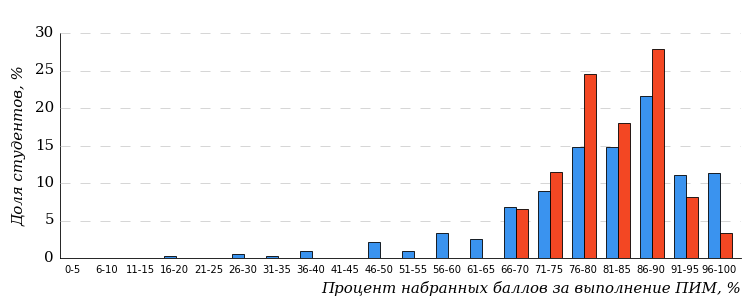 30
25
20
15
10
5
0
Доля студентов, %
0-5 6-10 11-15 16-20 21-25 26-30 31-35 36-40 41-45 46-50 51-55 56-60 61-65 66-70 71-75 76-80 81-85 86-90 91-95 96-100
Процент набранных баллов за выполнение ПИМ, %